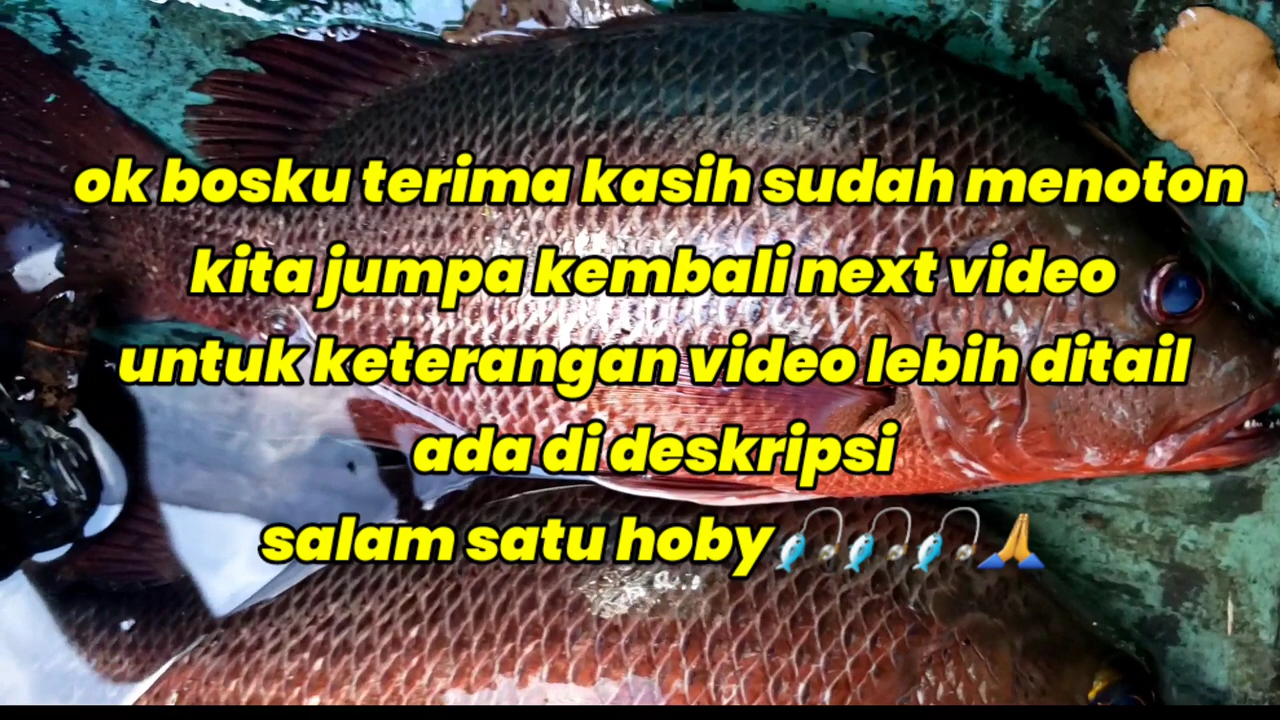 ok bosku terima kasih sudah menoton
kita jumpa kembali next video
untuk keterangan video lebih ditail
ada di deskripsi
salam satu hoby🎣🎣🎣🙏